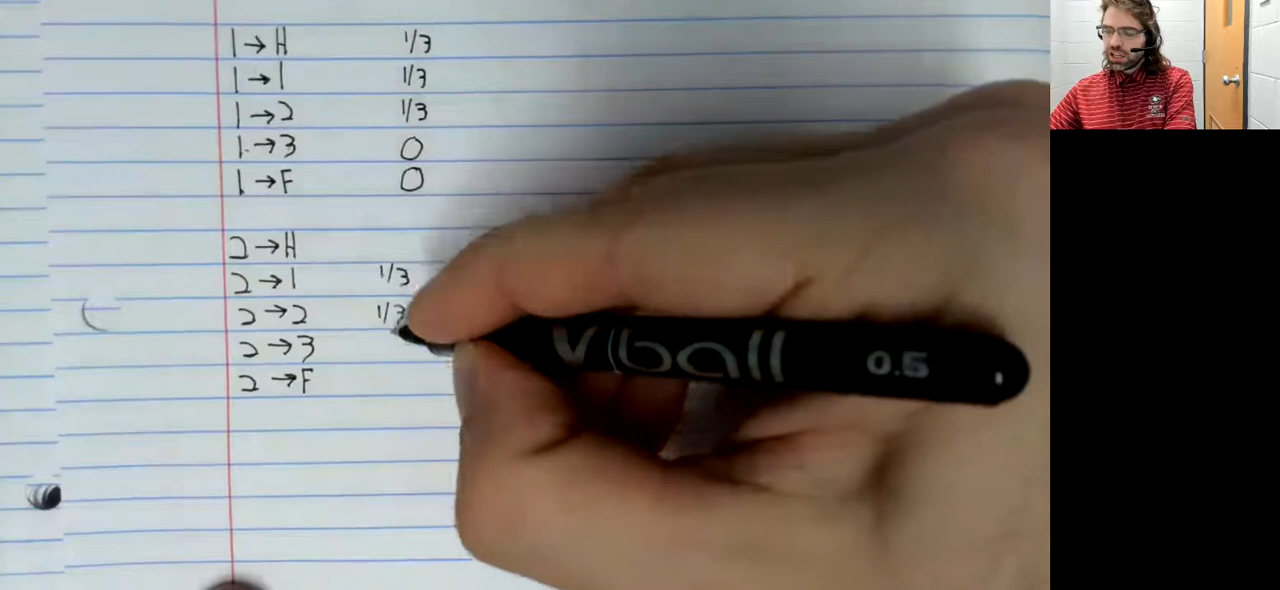 1 → H 1/3
1 → 1 1/3
1 → 2 1/3
1 → 3 0
1 → F 0
2 → H
2 → 1 1/3
2 → 2 1/3
2 → 3
2 → F
Vball 0.5